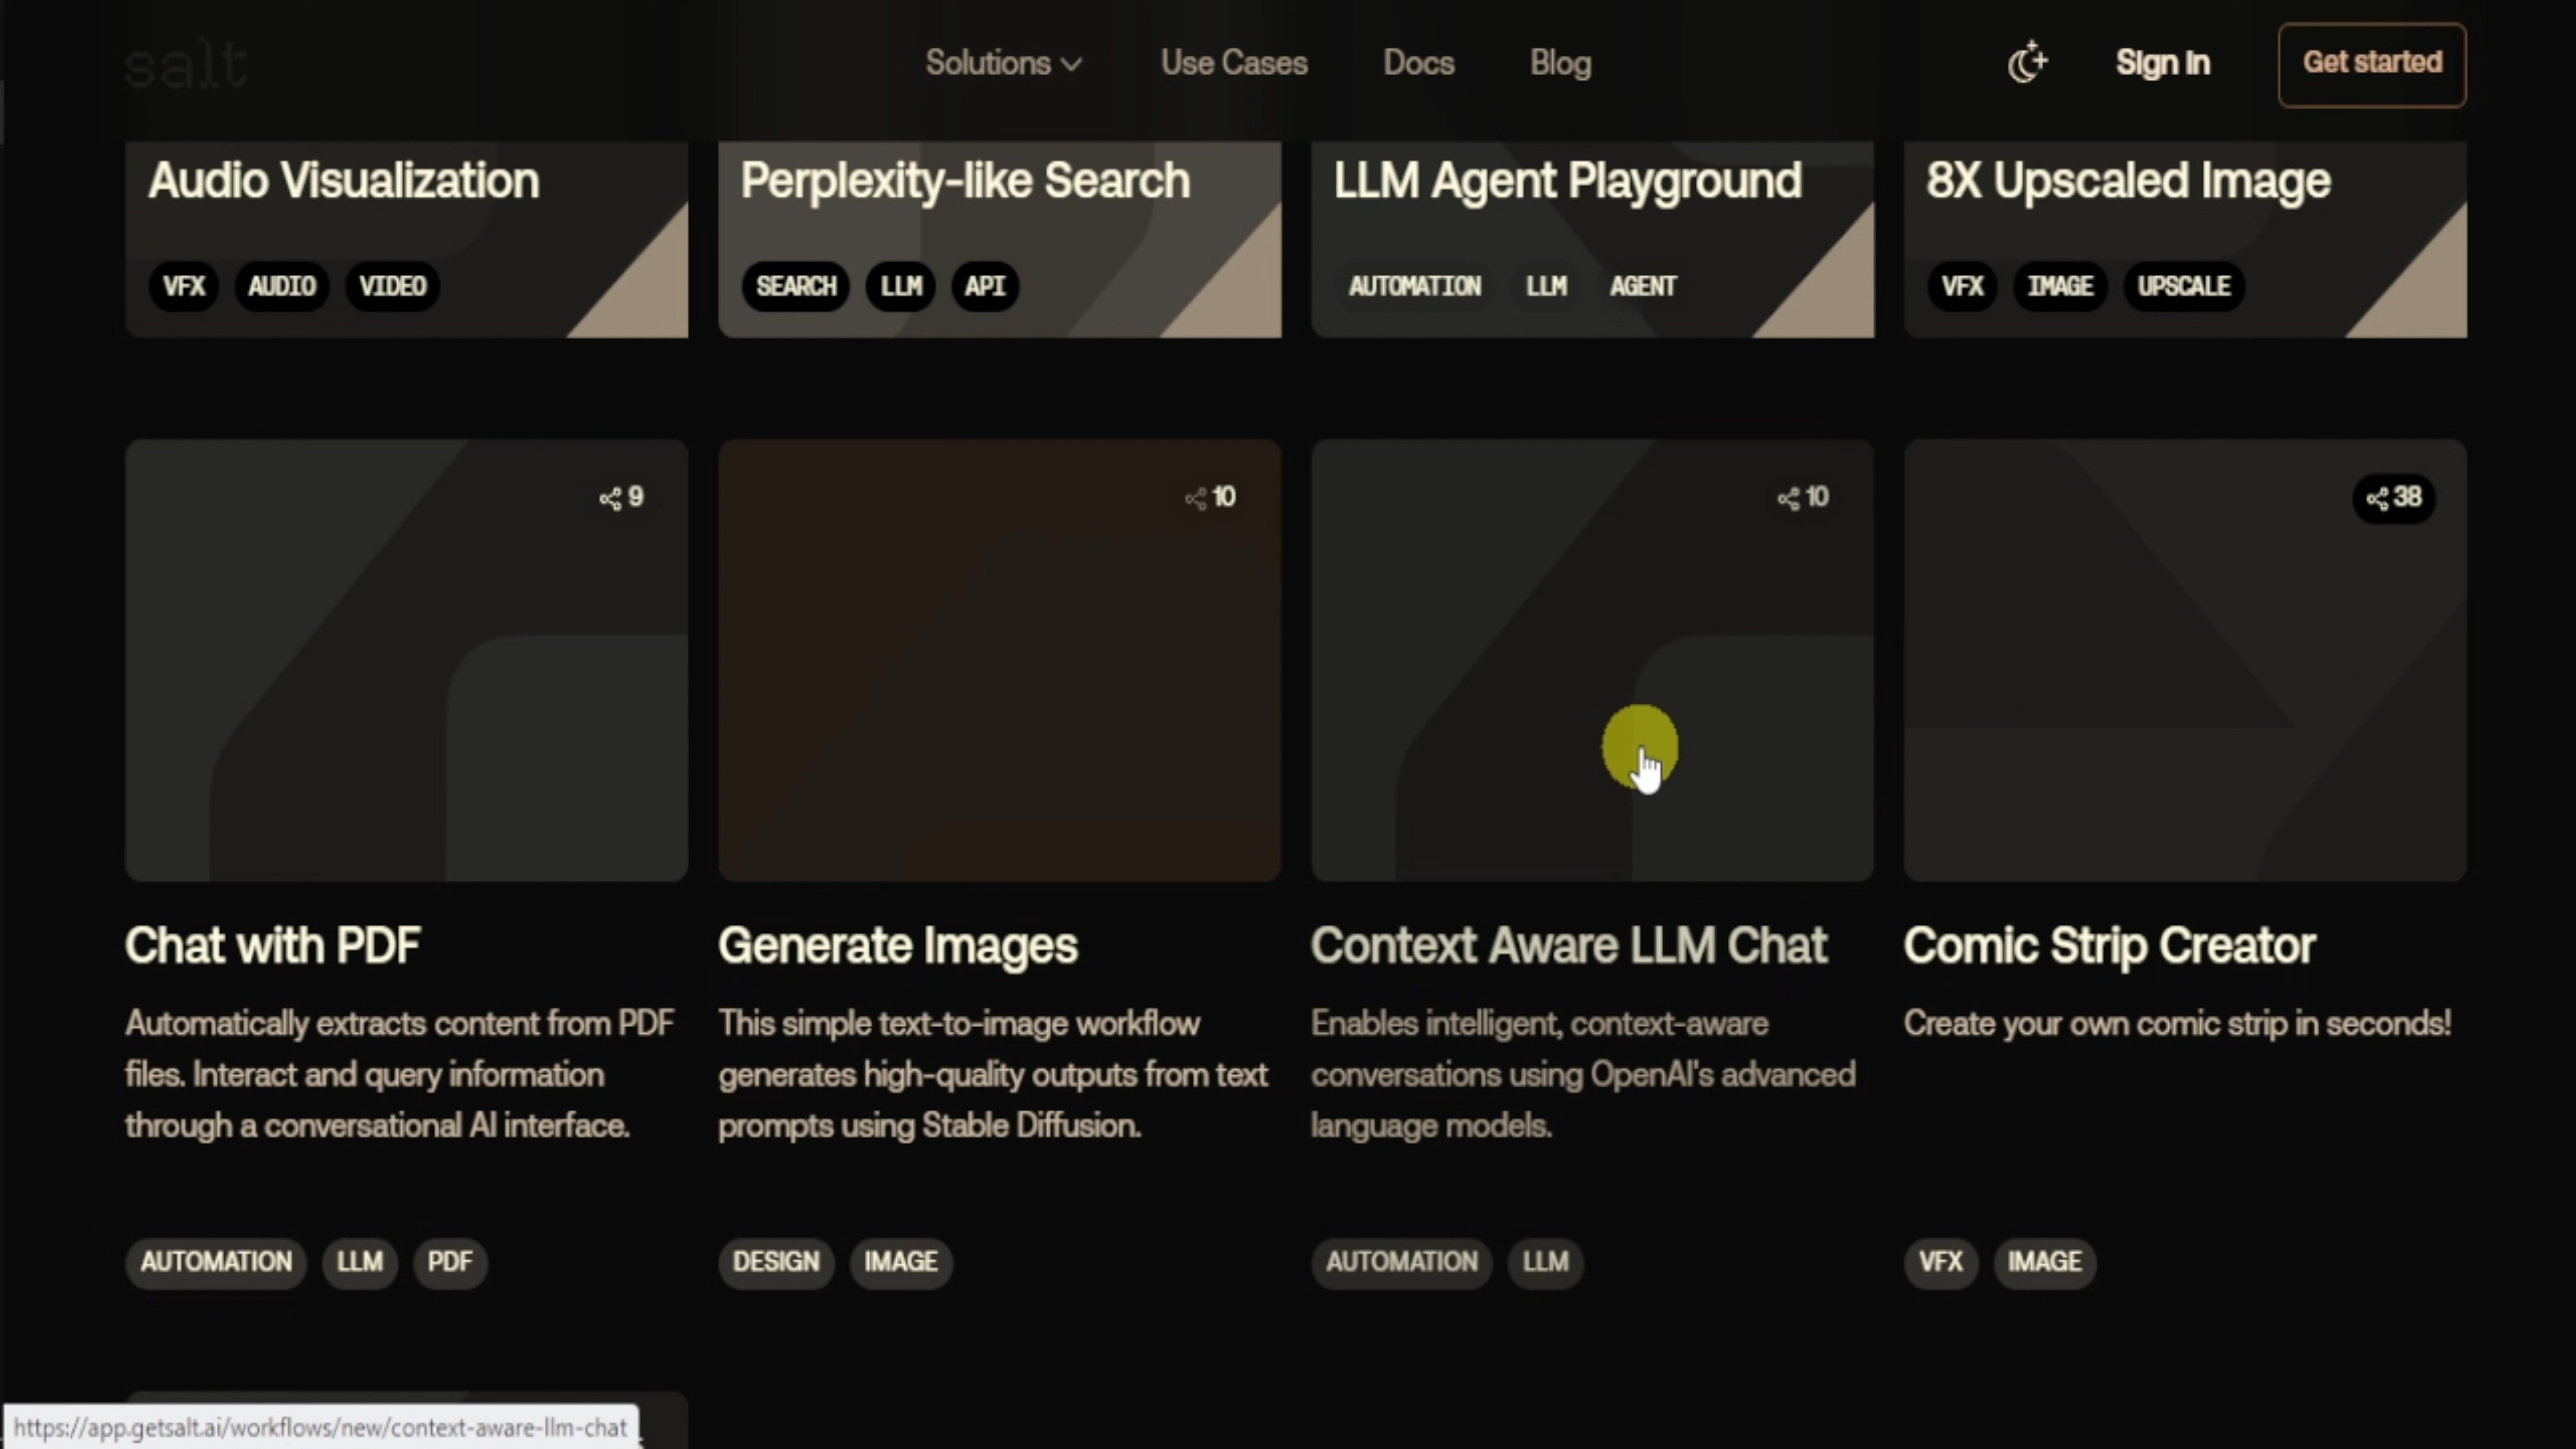 salt
Solutions
Use Cases
Docs
Blog
Sign In
Get started
Audio Visualization
VFX
AUDIO
VIDEO
Perplexity-like Search
SEARCH
LLM
API
LLM Agent Playground
AUTOMATION
LLM
AGENT
8X Upscaled Image
VFX
IMAGE
UPSCALE
9
10
10
38
Chat with PDF
Automatically extracts content from PDF
files. Interact and query information
through a conversational AI interface.
AUTOMATION
LLM
PDF
Generate Images
This simple text-to-image workflow
generates high-quality outputs from text
prompts using Stable Diffusion.
DESIGN
IMAGE
Context Aware LLM Chat
Enables intelligent, context-aware
conversations using OpenAI's advanced
language models.
AUTOMATION
LLM
Comic Strip Creator
Create your own comic strip in seconds!
VFX
IMAGE
https://app.getsalt.ai/workflows/new/context-aware-llm-chat